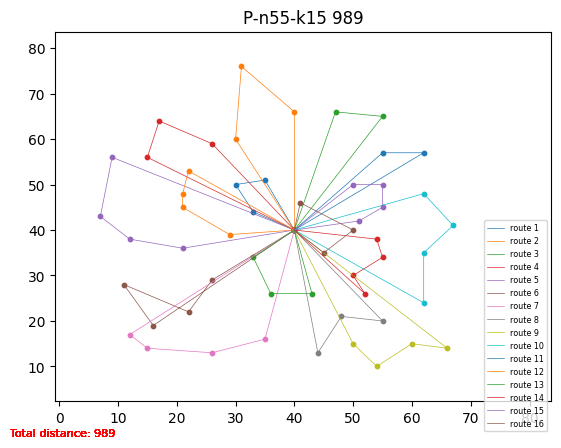 P-n55-k15 989
80
70
60
50
40
30
20
10
0 10 20 30 40 50 60 70
route 1
route 2
route 3
route 4
route 5
route 6
route 7
route 8
route 9
route 10
route 11
route 12
route 13
route 14
route 15
route 16
Total distance: 989